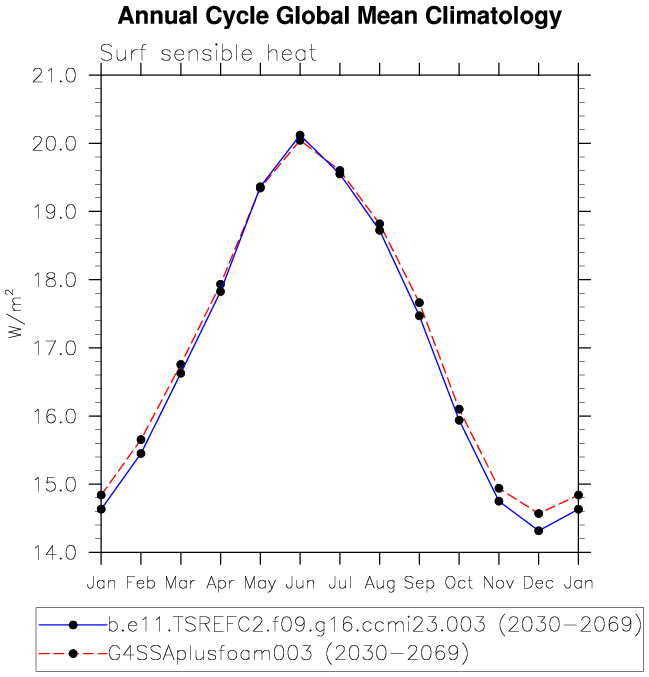 Annual Cycle Global Mean Climatology
Surf sensible heat
21.0
20.0
19.0
18.0
17.0
16.0
15.0
14.0
W/m²
Jan Feb Mar Apr May Jun Jul Aug Sep Oct Nov Dec Jan
b.e11.TSREFC2.f09.g16.ccmi23.003 (2030-2069)
G4SSAplusfoam003 (2030-2069)